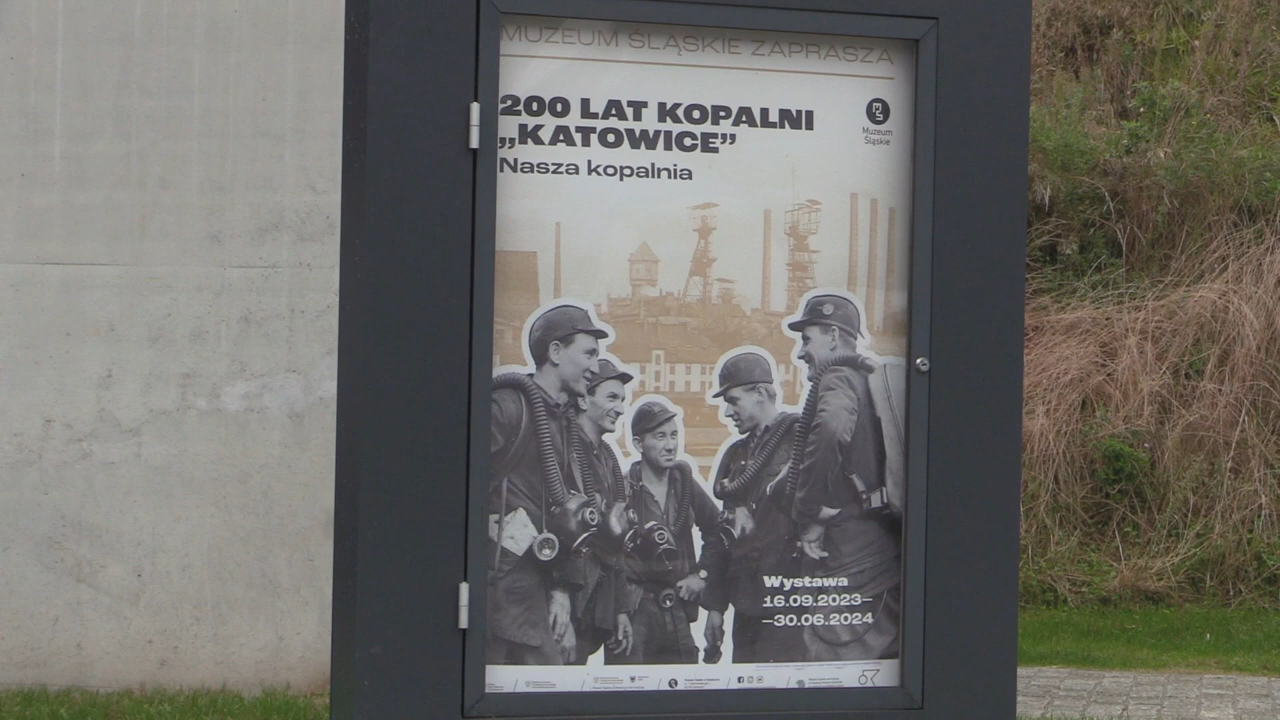 MUZEUM ŚLĄSKIE ZAPRASZA
200 LAT KOPALNI
„KATOWICE”
Nasza kopalnia
Muzeum
Śląskie
Wystawa
16.09.2023–
–30.06.2024